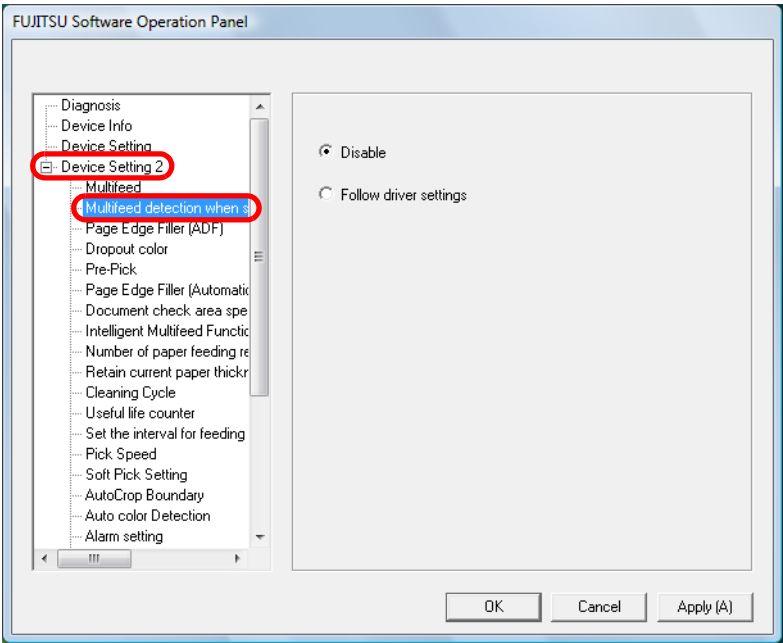 FUJITSU Software Operation Panel
Diagnosis
Device Info
Device Setting
Device Setting 2
Multifeed
Multifeed detection when s
Page Edge Filler (ADF)
Dropout color
Pre-Pick
Page Edge Filler (Automatic
Document check area spe
Intelligent Multifeed Functio
Number of paper feeding re
Retain current paper thickr
Cleaning Cycle
Useful life counter
Set the interval for feeding
Pick Speed
Soft Pick Setting
AutoCrop Boundary
Auto color Detection
Alarm setting
Disable
Follow driver settings
OK
Cancel
Apply (A)